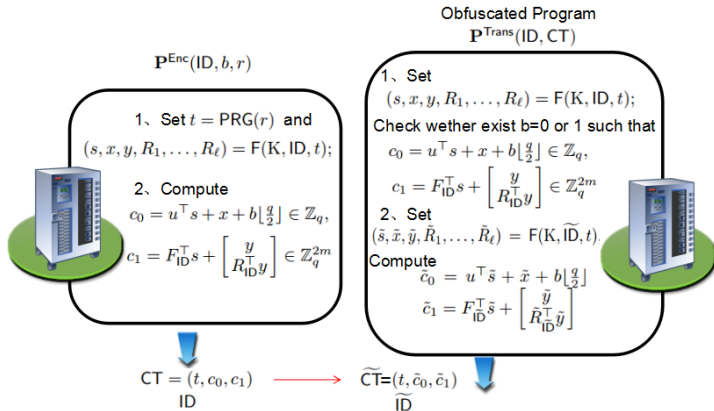 P^Enc(ID, b, r)
1、Set t = PRG(r) and
(s, x, y, R_1, . . . , R_ℓ) = F(K, ID, t);
2、Compute
c_0 = u^⊤ s + x + b⌊q/2⌋ ∈ ℤ_q,
c_1 = F_ID^⊤ s + [y; R_ID^⊤ y] ∈ ℤ_q^2m
CT = (t, c_0, c_1)
ID
Obfuscated Program
P^Trans(ID, CT)
1、Set
(s, x, y, R_1, . . . , R_ℓ) = F(K, ID, t);
Check wether exist b=0 or 1 such that
c_0 = u^⊤ s + x + b⌊q/2⌋ ∈ ℤ_q,
c_1 = F_ID^⊤ s + [y; R_ID^⊤ y] ∈ ℤ_q^2m
2、Set
(s̃, x̃, ỹ, R̃_1, . . . , R̃_ℓ) = F(K, ĨD, t).
Compute
c̃_0 = u^⊤ s̃ + x̃ + b⌊q/2⌋
c̃_1 = F_ĨD^⊤ s̃ + [ỹ; R̃_ĨD^⊤ ỹ]
C̃T=(t, c̃_0, c̃_1)
ĨD